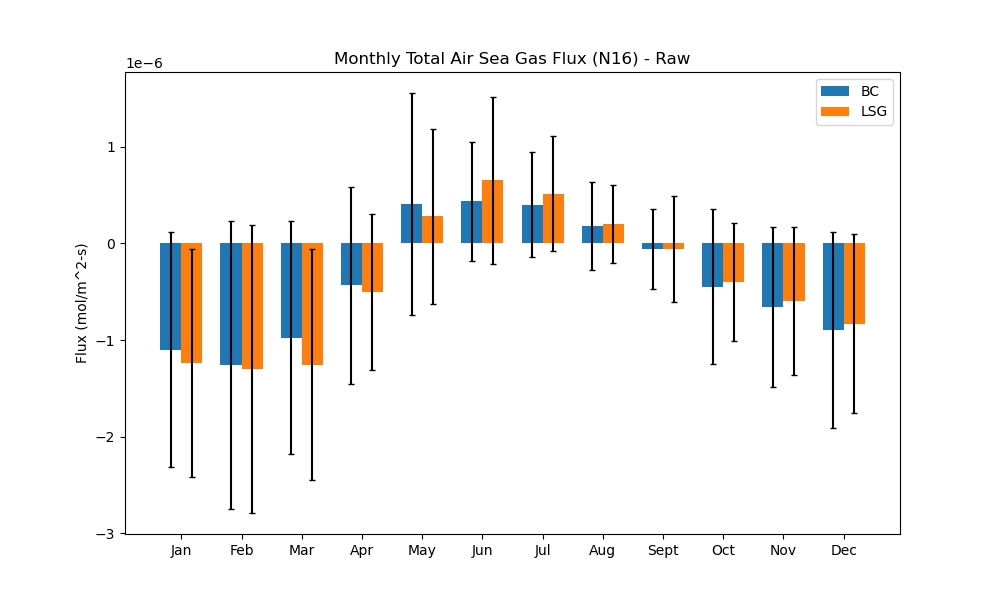 Monthly Total Air Sea Gas Flux (N16) - Raw
1e−6
BC
LSG
1
0
−1
−2
−3
Flux (mol/m^2-s)
Jan Feb Mar Apr May Jun Jul Aug Sept Oct Nov Dec